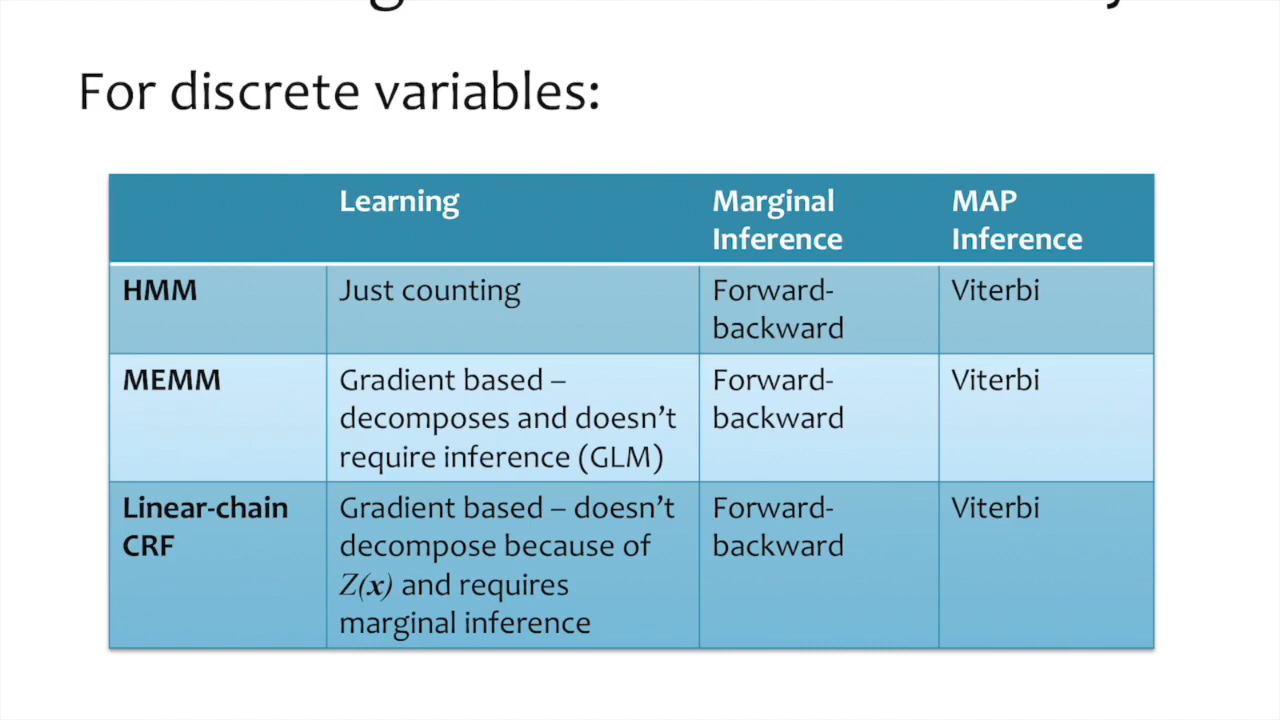 For discrete variables:
Learning
Marginal
Inference
MAP
Inference
HMM
Just counting
Forward-
backward
Viterbi
MEMM
Gradient based –
decomposes and doesn't
require inference (GLM)
Forward-
backward
Viterbi
Linear-chain
CRF
Gradient based – doesn't
decompose because of
Z(x) and requires
marginal inference
Forward-
backward
Viterbi